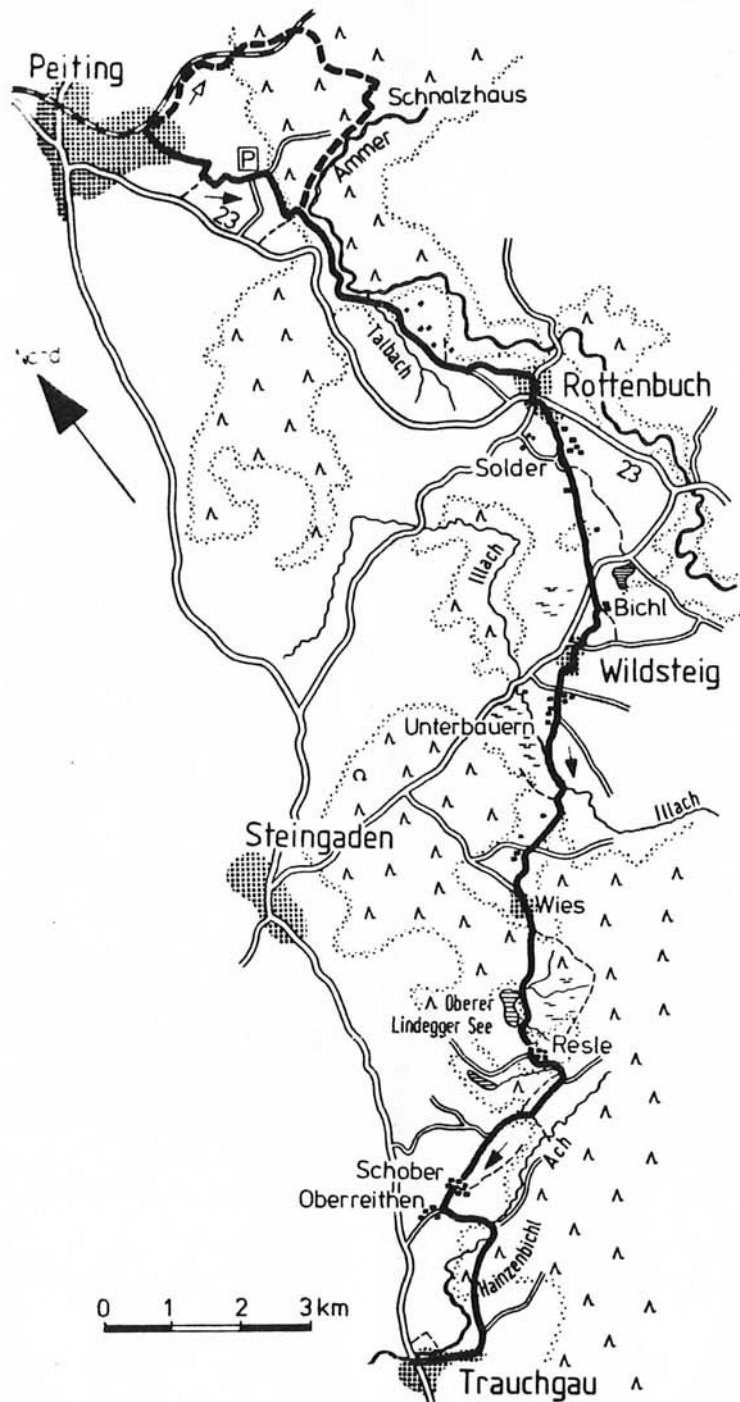 Peiting
Schnalzhaus
P
Ammer
23
Nord
Talbach
Rottenbuch
Solder
23
Illach
Bichl
Wildsteig
Unterbauern
Illach
Steingaden
Wies
Oberer
Lindegger See
Resle
Ach
Schober
Oberreithen
Hainzenbichl
0 1 2 3 km
Trauchgau